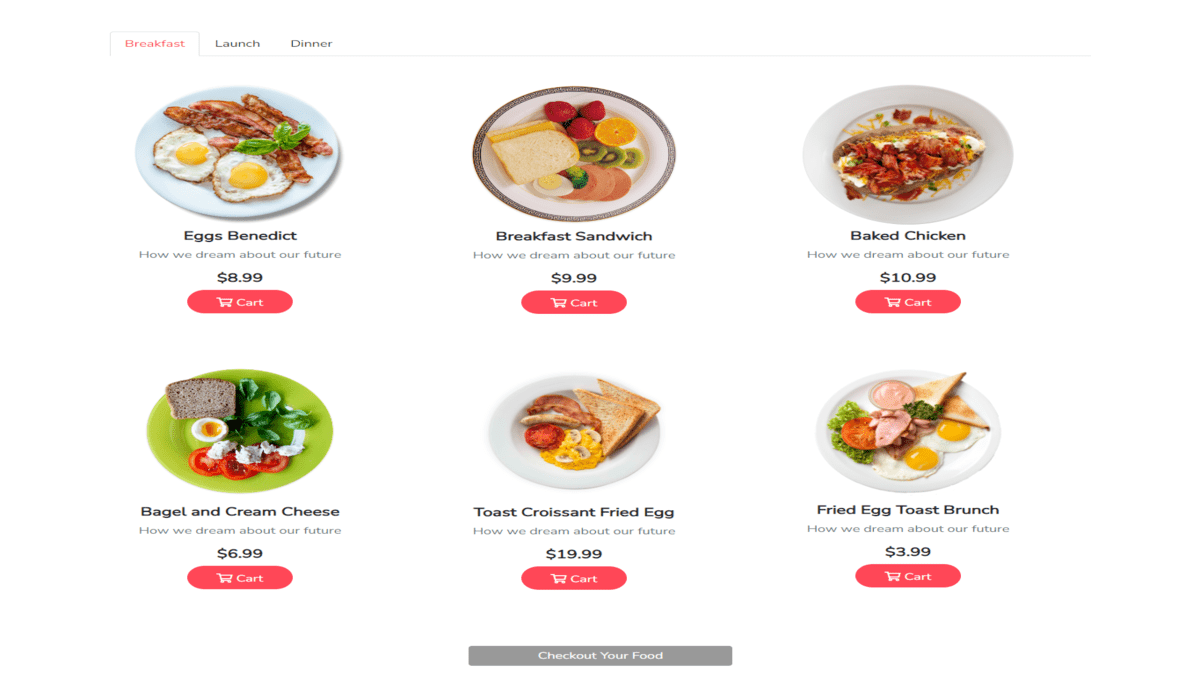 Breakfast Launch Dinner
Eggs Benedict
How we dream about our future
$8.99
Cart
Breakfast Sandwich
How we dream about our future
$9.99
Cart
Baked Chicken
How we dream about our future
$10.99
Cart
Bagel and Cream Cheese
How we dream about our future
$6.99
Cart
Toast Croissant Fried Egg
How we dream about our future
$19.99
Cart
Fried Egg Toast Brunch
How we dream about our future
$3.99
Cart
Checkout Your Food